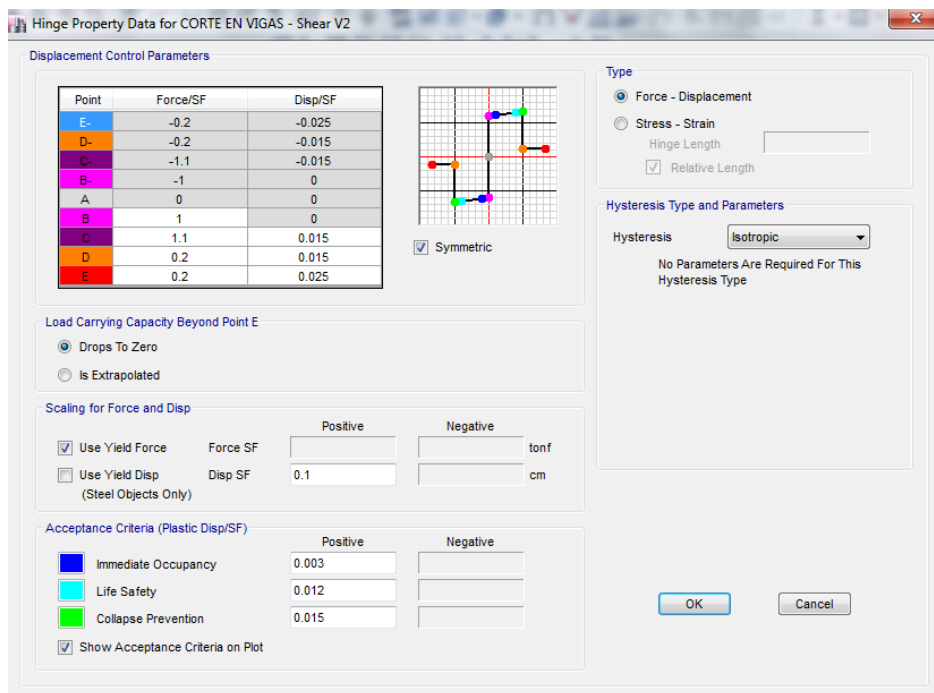 Hinge Property Data for CORTE EN VIGAS - Shear V2
Displacement Control Parameters
Point Force/SF Disp/SF
E- -0.2 -0.025
D- -0.2 -0.015
C- -1.1 -0.015
B- -1 0
A 0 0
B 1 0
C 1.1 0.015
D 0.2 0.015
E 0.2 0.025
Symmetric
Load Carrying Capacity Beyond Point E
Drops To Zero
Is Extrapolated
Scaling for Force and Disp
Positive Negative
Use Yield Force Force SF tonf
Use Yield Disp Disp SF 0.1 cm
(Steel Objects Only)
Acceptance Criteria (Plastic Disp/SF)
Positive Negative
Immediate Occupancy 0.003
Life Safety 0.012
Collapse Prevention 0.015
Show Acceptance Criteria on Plot
Type
Force - Displacement
Stress - Strain
Hinge Length
Relative Length
Hysteresis Type and Parameters
Hysteresis Isotropic
No Parameters Are Required For This
Hysteresis Type
OK Cancel